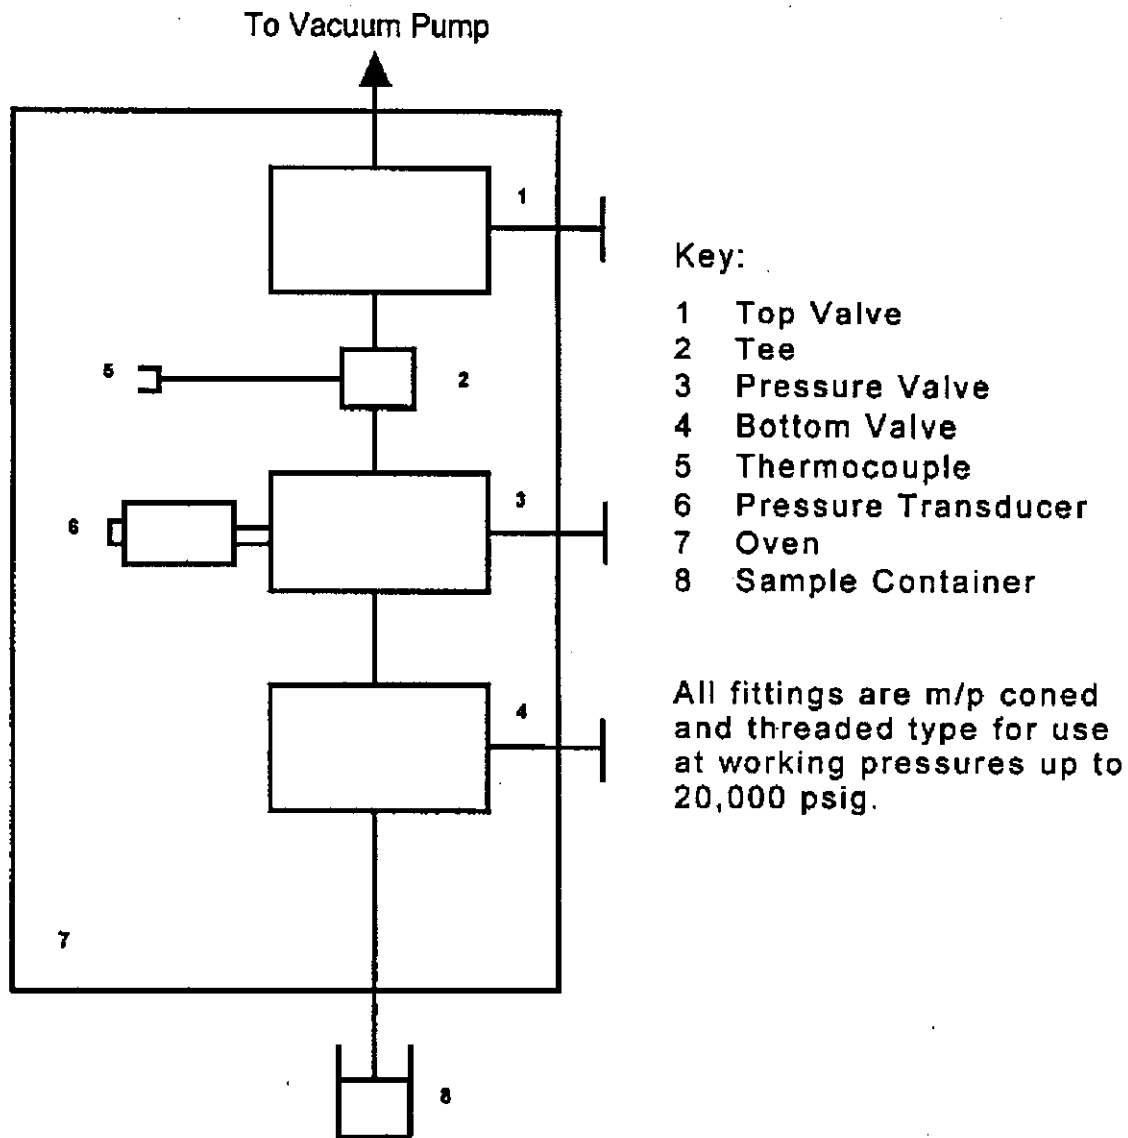 To Vacuum Pump
1
Key:
1 Top Valve
2 Tee
3 Pressure Valve
4 Bottom Valve
5 Thermocouple
6 Pressure Transducer
7 Oven
8 Sample Container
5
2
6
3
4
All fittings are m/p coned
and threaded type for use
at working pressures up to
20,000 psig.
7
8